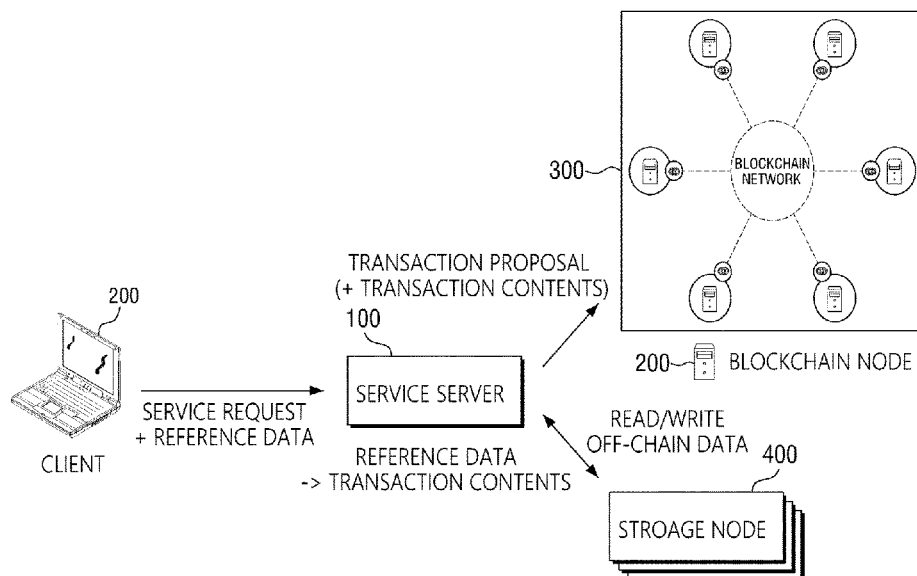 BLOCKCHAIN
NETWORK
300
TRANSACTION PROPOSAL
(+ TRANSACTION CONTENTS)
200
100
200
BLOCKCHAIN NODE
SERVICE SERVER
SERVICE REQUEST
+ REFERENCE DATA
READ/WRITE
OFF-CHAIN DATA
CLIENT
REFERENCE DATA
-> TRANSACTION CONTENTS
400
STROAGE NODE